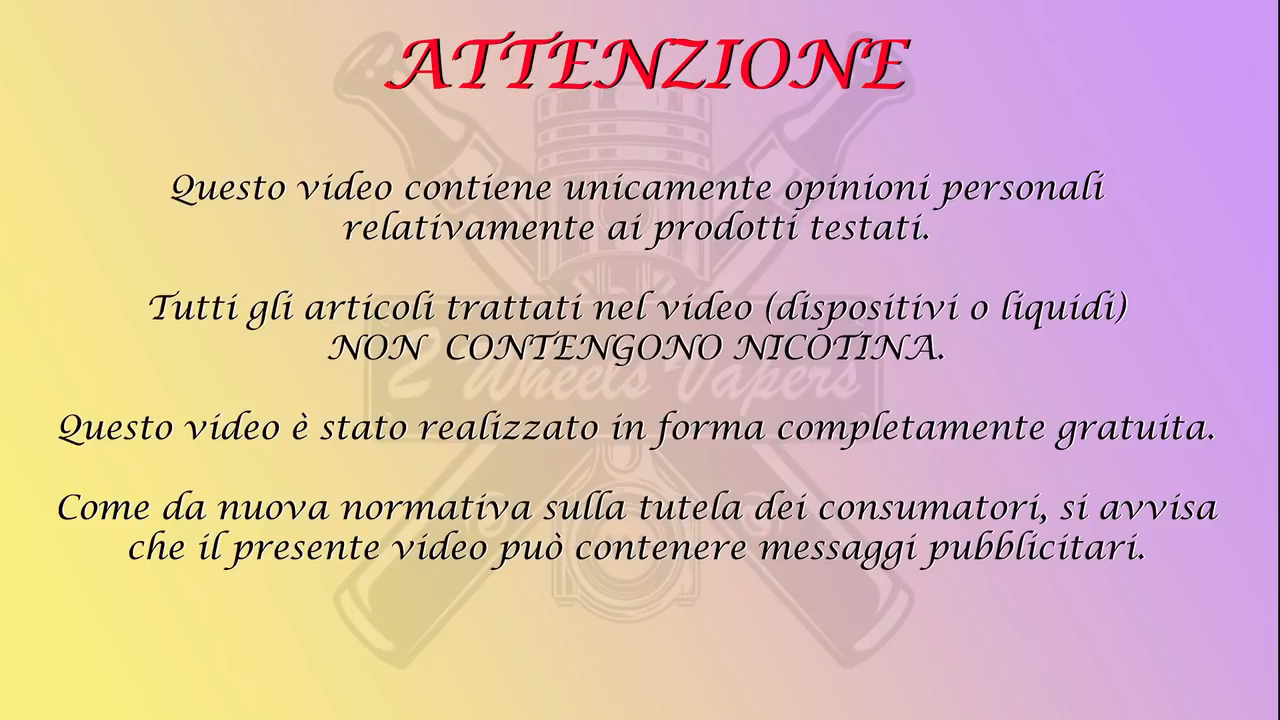 ATTENZIONE
Questo video contiene unicamente opinioni personali
relativamente ai prodotti testati.
Tutti gli articoli trattati nel video (dispositivi o liquidi)
NON CONTENGONO NICOTINA.
2 Wheels Vapers
Questo video è stato realizzato in forma completamente gratuita.
Come da nuova normativa sulla tutela dei consumatori, si avvisa
che il presente video può contenere messaggi pubblicitari.